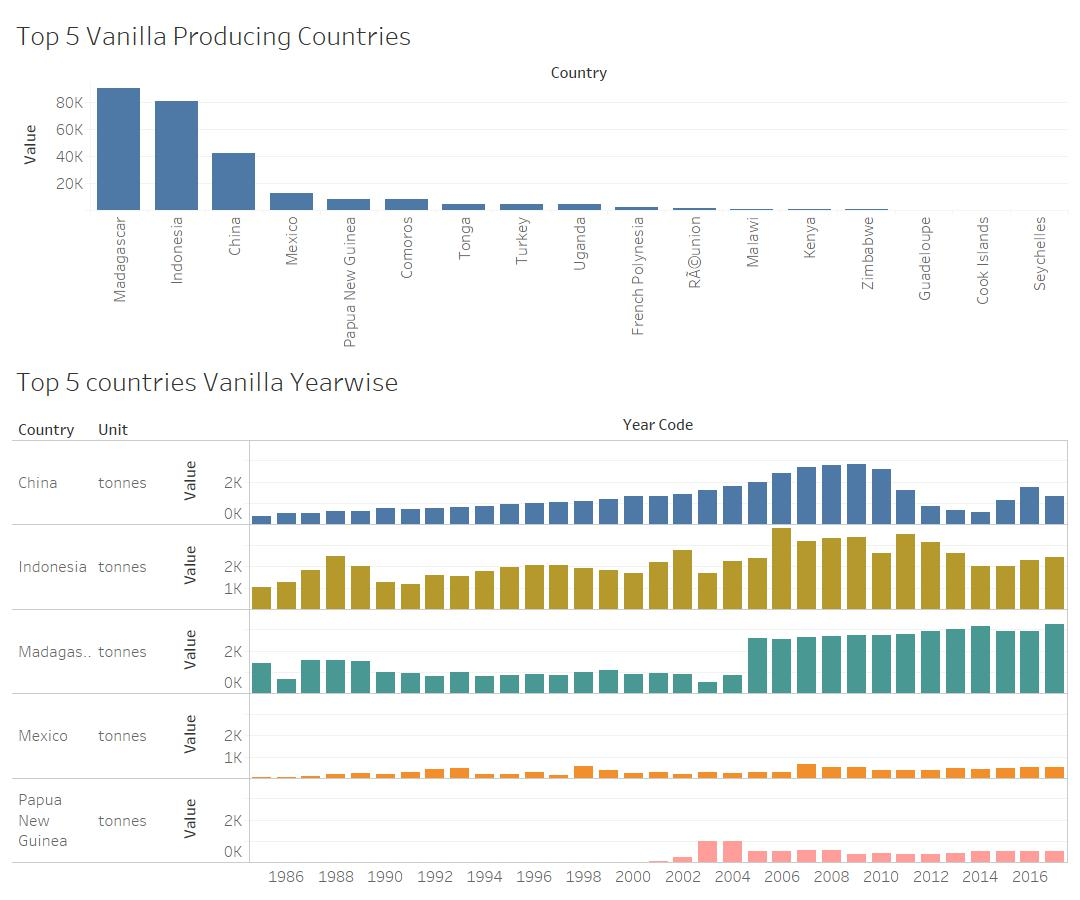 Top 5 Vanilla Producing Countries
Country
Value
80K
60K
40K
20K
Madagascar
Indonesia
China
Mexico
Papua New Guinea
Comoros
Tonga
Turkey
Uganda
French Polynesia
RÃ©union
Malawi
Kenya
Zimbabwe
Guadeloupe
Cook Islands
Seychelles
Top 5 countries Vanilla Yearwise
Country Unit Year Code
China tonnes Value 2K 0K
Indonesia tonnes Value 2K 1K
Madagas.. tonnes Value 2K 0K
Mexico tonnes Value 2K 1K
Papua
New
Guinea
tonnes Value 2K 0K
1986 1988 1990 1992 1994 1996 1998 2000 2002 2004 2006 2008 2010 2012 2014 2016